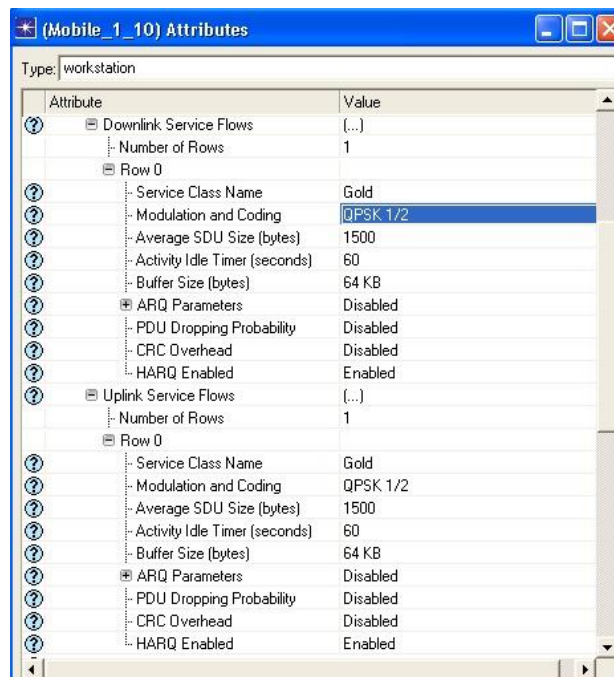 (Mobile_1_10) Attributes
Type: workstation
Attribute Value
Downlink Service Flows (...)
Number of Rows 1
Row 0
Service Class Name Gold
Modulation and Coding QPSK 1/2
Average SDU Size (bytes) 1500
Activity Idle Timer (seconds) 60
Buffer Size (bytes) 64 KB
ARQ Parameters Disabled
PDU Dropping Probability Disabled
CRC Overhead Disabled
HARQ Enabled Enabled
Uplink Service Flows (...)
Number of Rows 1
Row 0
Service Class Name Gold
Modulation and Coding QPSK 1/2
Average SDU Size (bytes) 1500
Activity Idle Timer (seconds) 60
Buffer Size (bytes) 64 KB
ARQ Parameters Disabled
PDU Dropping Probability Disabled
CRC Overhead Disabled
HARQ Enabled Enabled